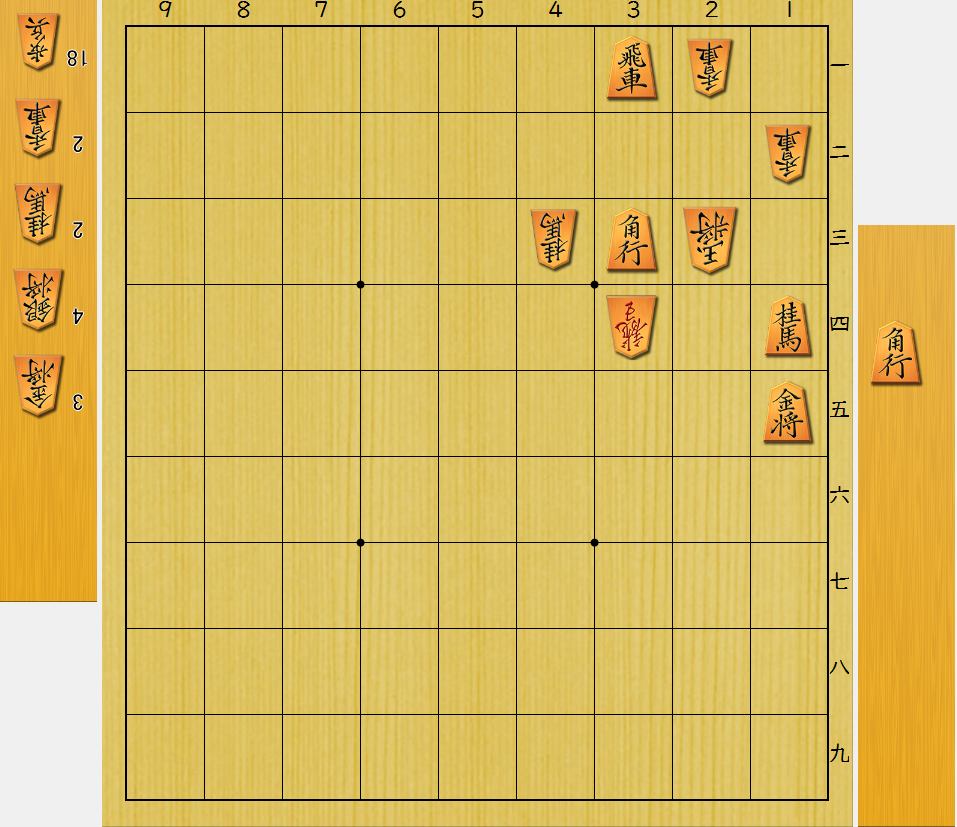 9 8 7 6 5 4 3 2 1
歩兵 18
香車 2
桂馬 2
銀将 4
金将 3
飛車 香車 一
香車 二
桂馬 角行 玉将 三
龍王 桂馬 四
角行
金将 五
六
七
八
九